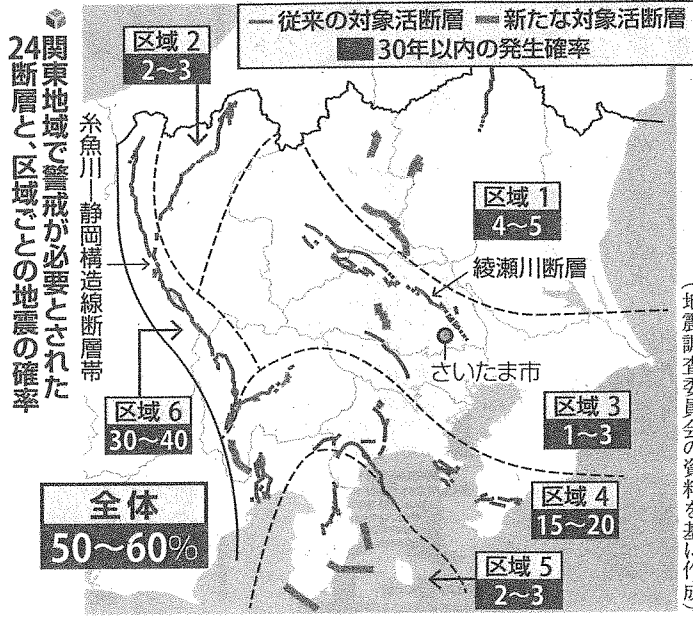 関東地域で警戒が必要とされた
24断層と、区域ごとの地震の確率
従来の対象活断層 新たな対象活断層
30年以内の発生確率
区域 2
2～3
糸魚川―静岡構造線断層帯
区域 1
4～5
綾瀬川断層
さいたま市
区域 6
30～40
区域 3
1～3
全体
50～60%
区域 4
15～20
区域 5
2～3
(地震調査委員会の資料を基に作成)